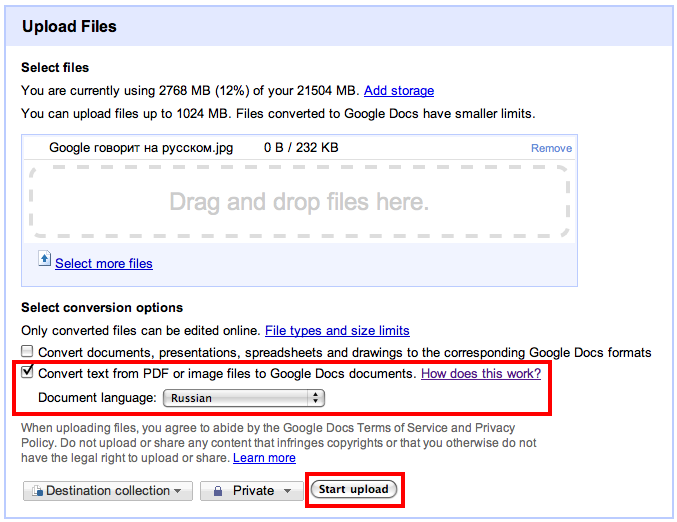 Upload Files
Select files
You are currently using 2768 MB (12%) of your 21504 MB. Add storage
You can upload files up to 1024 MB. Files converted to Google Docs have smaller limits.
Google говорит на русском.jpg 0 B / 232 KB Remove
Drag and drop files here.
Select more files
Select conversion options
Only converted files can be edited online. File types and size limits
Convert documents, presentations, spreadsheets and drawings to the corresponding Google Docs formats
Convert text from PDF or image files to Google Docs documents. How does this work?
Document language: Russian
When uploading files, you agree to abide by the Google Docs Terms of Service and Privacy
Policy. Do not upload or share any content that infringes copyrights or that you otherwise do not
have the legal right to upload or share. Learn more
Destination collection Private Start upload